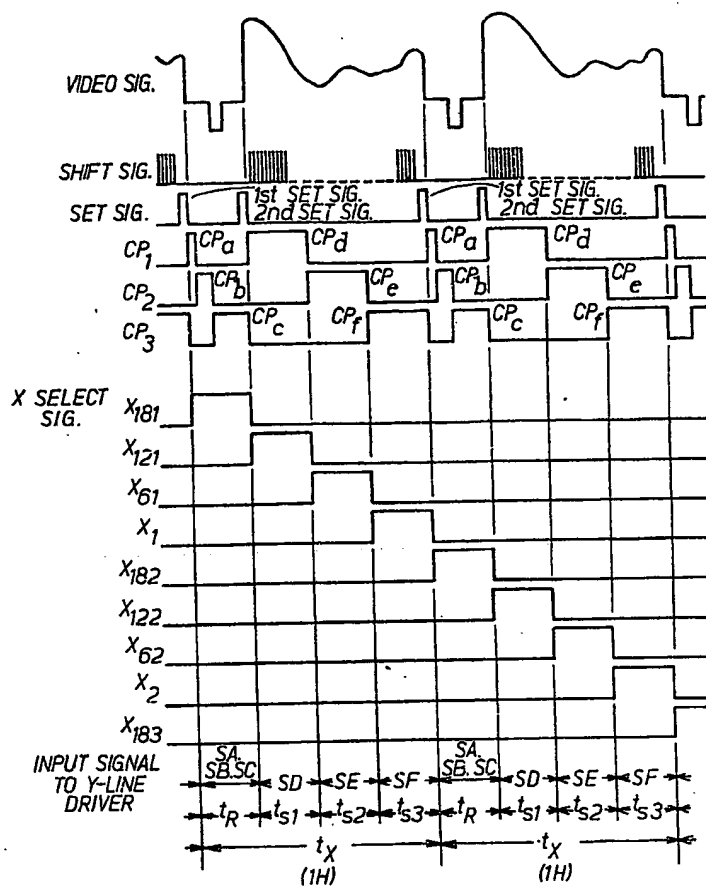 VIDEO SIG.
SHIFT SIG.
1st SET SIG. 1st SET SIG.
SET SIG. 2nd SET SIG. 2nd SET SIG.
CP1 CPa CPd CPa CPd
CP2 CPb CPe CPb CPe
CP3 CPc CPf CPc CPf
X SELECT
SIG.
X181
X121
X61
X1
X182
X122
X62
X2
X183
INPUT SIGNAL
TO Y-LINE
DRIVER
SA. SA.
SB.SC SD SE SF SB.SC SD SE SF
tR ts1 ts2 ts3 tR ts1 ts2 ts3
tX tX
(1H) (1H)